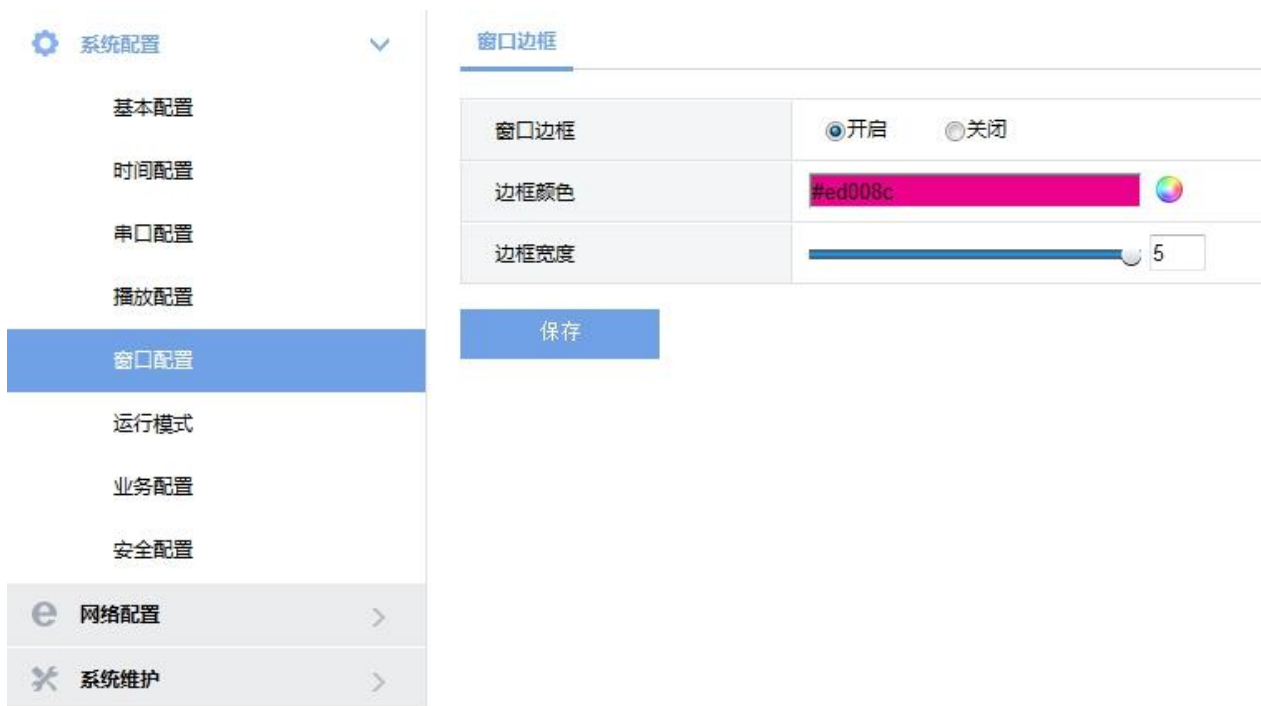 系统配置
基本配置
时间配置
串口配置
播放配置
窗口配置
运行模式
业务配置
安全配置
网络配置
系统维护
窗口边框
窗口边框 开启 关闭
边框颜色 #ed008c
边框宽度 5
保存